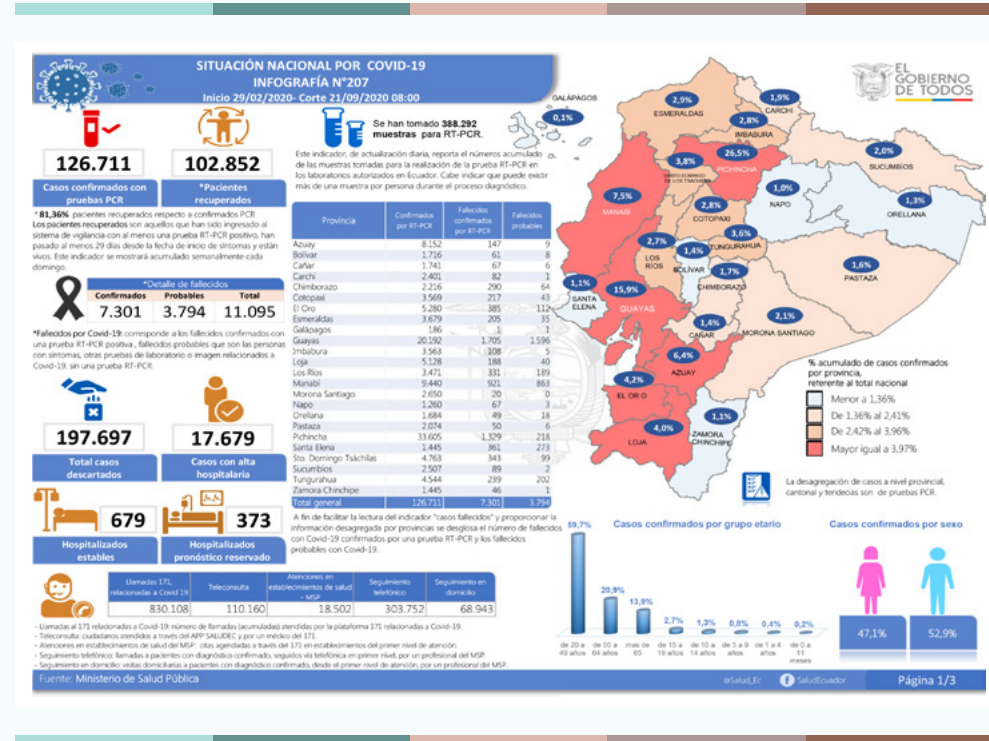 SITUACIÓN NACIONAL POR COVID-19
INFOGRAFÍA N°207
Inicio 29/02/2020- Corte 21/09/2020 08:00
EL
GOBIERNO
DE TODOS
126.711
Casos confirmados con
pruebas PCR
102.852
*Pacientes
recuperados
* 81,36% pacientes recuperados respecto a confirmados PCR
Los pacientes recuperados son aquellos que han sido ingresado al
sistema de vigilancia con al menos una prueba RT-PCR positivo, han
pasado al menos 29 días desde la fecha de inicio de síntomas y están
vivos. Este indicador se mostrará acumulado semanalmente cada
domingo.
*Detalle de fallecidos
Confirmados Probables Total
7.301 3.794 11.095
*Fallecidos por Covid-19: corresponde a los fallecidos confirmados con
una prueba RT-PCR positiva., fallecidos probables que son las personas
con síntomas, otras pruebas de laboratorio o imagen relacionados a
Covid-19, sin una prueba RT-PCR.
197.697
Total casos
descartados
17.679
Casos con alta
hospitalaria
679
Hospitalizados
estables
373
Hospitalizados
pronóstico reservado
Se han tomado 388.292
muestras para RT-PCR.
Este indicador, de actualización diaria, reporta el números acumulado
de las muestras tomadas para la realización de la prueba RT-PCR en
los laboratorios autorizados en Ecuador. Cabe indicar que puede existir
más de una muestra por persona durante el proceso diagnóstico.
Provincia Confirmados por RT-PCR Fallecidos confirmados por RT-PCR Fallecidos probables
Azuay 8.152 147 9
Bolívar 1.716 61 8
Cañar 1.741 67 6
Carchi 2.401 82 1
Chimborazo 2.216 290 64
Cotopaxi 3.569 217 43
El Oro 5.280 385 112
Esmeraldas 3.679 205 35
Galápagos 186 1 1
Guayas 20.192 1.705 1.596
Imbabura 3.563 108 5
Loja 5.128 188 40
Los Ríos 3.471 331 189
Manabí 9.440 921 863
Morona Santiago 2.650 20 0
Napo 1.260 67 3
Orellana 1.684 49 18
Pastaza 2.074 50 6
Pichincha 33.605 1.329 218
Santa Elena 1.445 361 273
Sto. Domingo Tsáchilas 4.763 343 99
Sucumbios 2.507 89 2
Tungurahua 4.544 239 202
Zamora Chinchipe 1.445 46 1
Total general 126.711 7.301 3.794
A fin de facilitar la lectura del indicador "casos fallecidos" y proporcionar la
información desagregada por provincias se desglosa el número de fallecidos
con Covid-19 confirmados por una prueba RT-PCR y los fallecidos
probables con Covid-19.
GALÁPAGOS
0,1%
2,9%
ESMERALDAS
1,9%
CARCHI
2,8%
IMBABURA
2,0%
SUCUMBÍOS
3,8%
SANTO DOMINGO
DE LOS TSÁCHILAS
26,5%
PICHINCHA
1,0%
NAPO
1,3%
ORELLANA
7,5%
MANABÍ
2,8%
COTOPAXI
3,6%
TUNGURAHUA
2,7%
LOS
RÍOS
1,4%
BOLÍVAR
1,7%
CHIMBORAZO
1,6%
PASTAZA
1,1%
SANTA
ELENA
15,9%
GUAYAS
1,4%
CAÑAR
2,1%
MORONA SANTIAGO
6,4%
AZUAY
4,2%
EL ORO
4,0%
LOJA
1,1%
ZAMORA
CHINCHIPE
% acumulado de casos confirmados
por provincia,
referente al total nacional
Menor a 1,36%
De 1,36% al 2,41%
De 2,42% al 3,96%
Mayor igual a 3,97%
La desagregación de casos a nivel provincial,
cantonal y tendecias son de pruebas PCR.
Casos confirmados por grupo etario
59,7% 20,9% 13,9% 2,7% 1,3% 0,8% 0,4% 0,2%
de 20 a 49 años de 50 a 64 años mas de 65 de 15 a 19 años de 10 a 14 años de 5 a 9 años de 1 a 4 años de 0 a 11 meses
Casos confirmados por sexo
47,1% 52,9%
Llamadas 171, relacionadas a Covid 19 Teleconsulta Atenciones en establecimientos de salud - MSP Seguimiento telefónico Seguimiento en domicilio
830.108 110.160 18.502 303.752 68.943
- Llamadas al 171 relacionadas a Covid-19: número de llamadas (acumuladas) atendidas por la plataforma 171 relacionadas a Covid-19.
- Teleconsulta: ciudadanos atendidos a través del APP SALUDEC y por un médico del 171.
- Atenciones en establecimientos de salud del MSP: citas agendadas a través del 171 en establecimientos del primer nivel de atención.
- Seguimiento telefónico: llamadas a pacientes con diagnóstico confirmado, seguidos vía telefónica en primer nivel, por un profesional del MSP.
- Seguimiento en domicilio: visitas domiciliarias a pacientes con diagnóstico confirmado, desde el primer nivel de atención, por un profesional del MSP.
Fuente: Ministerio de Salud Pública
@Salud_Ec
SaludEcuador
Página 1/3